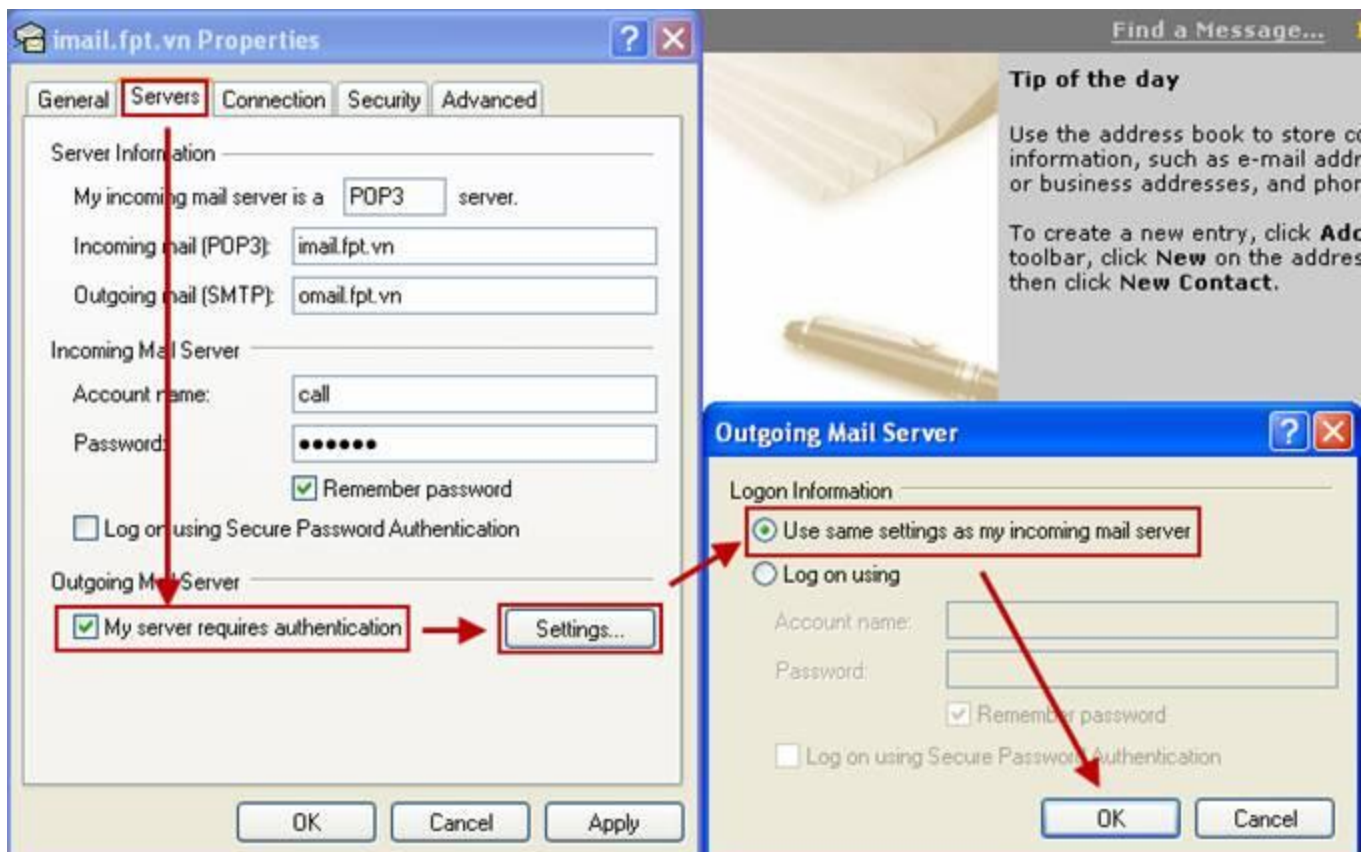 imail.fpt.vn Properties
General Servers Connection Security Advanced
Server Information
My incoming mail server is a POP3 server.
Incoming mail (POP3): imail.fpt.vn
Outgoing mail (SMTP): omail.fpt.vn
Incoming Mail Server
Account name: call
Password: ●●●●●●
Remember password
Log on using Secure Password Authentication
Outgoing Mail Server
My server requires authentication Settings...
OK Cancel Apply
Find a Message...
Tip of the day
Use the address book to store
information, such as e-mail
or business addresses, and
To create a new entry, click
toolbar, click New on the
then click New Contact.
Outgoing Mail Server
Logon Information
Use same settings as my incoming mail server
Log on using
Account name:
Password:
Remember password
Log on using Secure Password Authentication
OK Cancel